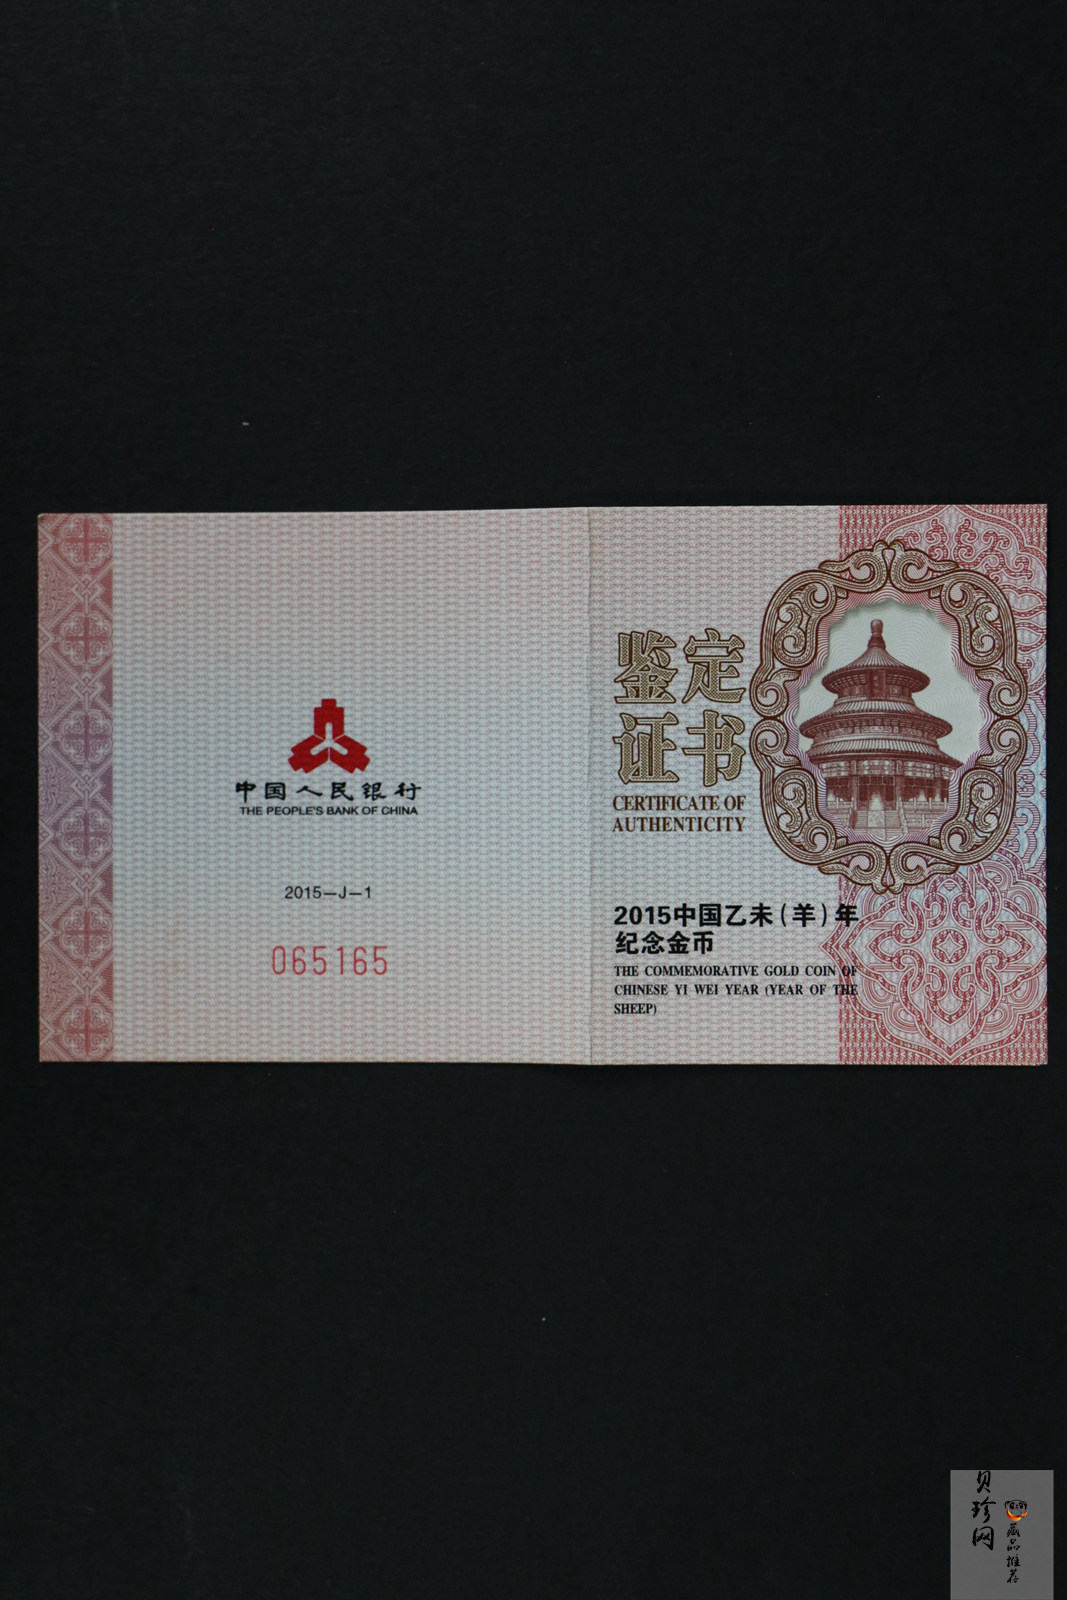 中国人民银行
THE PEOPLE'S BANK OF CHINA
2015—J—1
065165
鉴定
证书
CERTIFICATE OF
AUTHENTICITY
2015中国乙未(羊)年
纪念金币
THE COMMEMORATIVE GOLD COIN OF
CHINESE YI WEI YEAR (YEAR OF THE
SHEEP)
贝珍网
藏品推荐